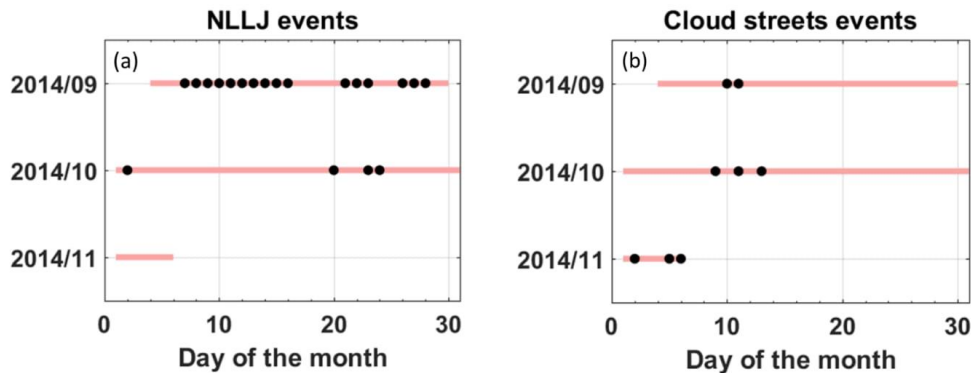 NLLJ events
(a)
2014/09
2014/10
2014/11
0 10 20 30
Day of the month
Cloud streets events
(b)
2014/09
2014/10
2014/11
0 10 20 30
Day of the month